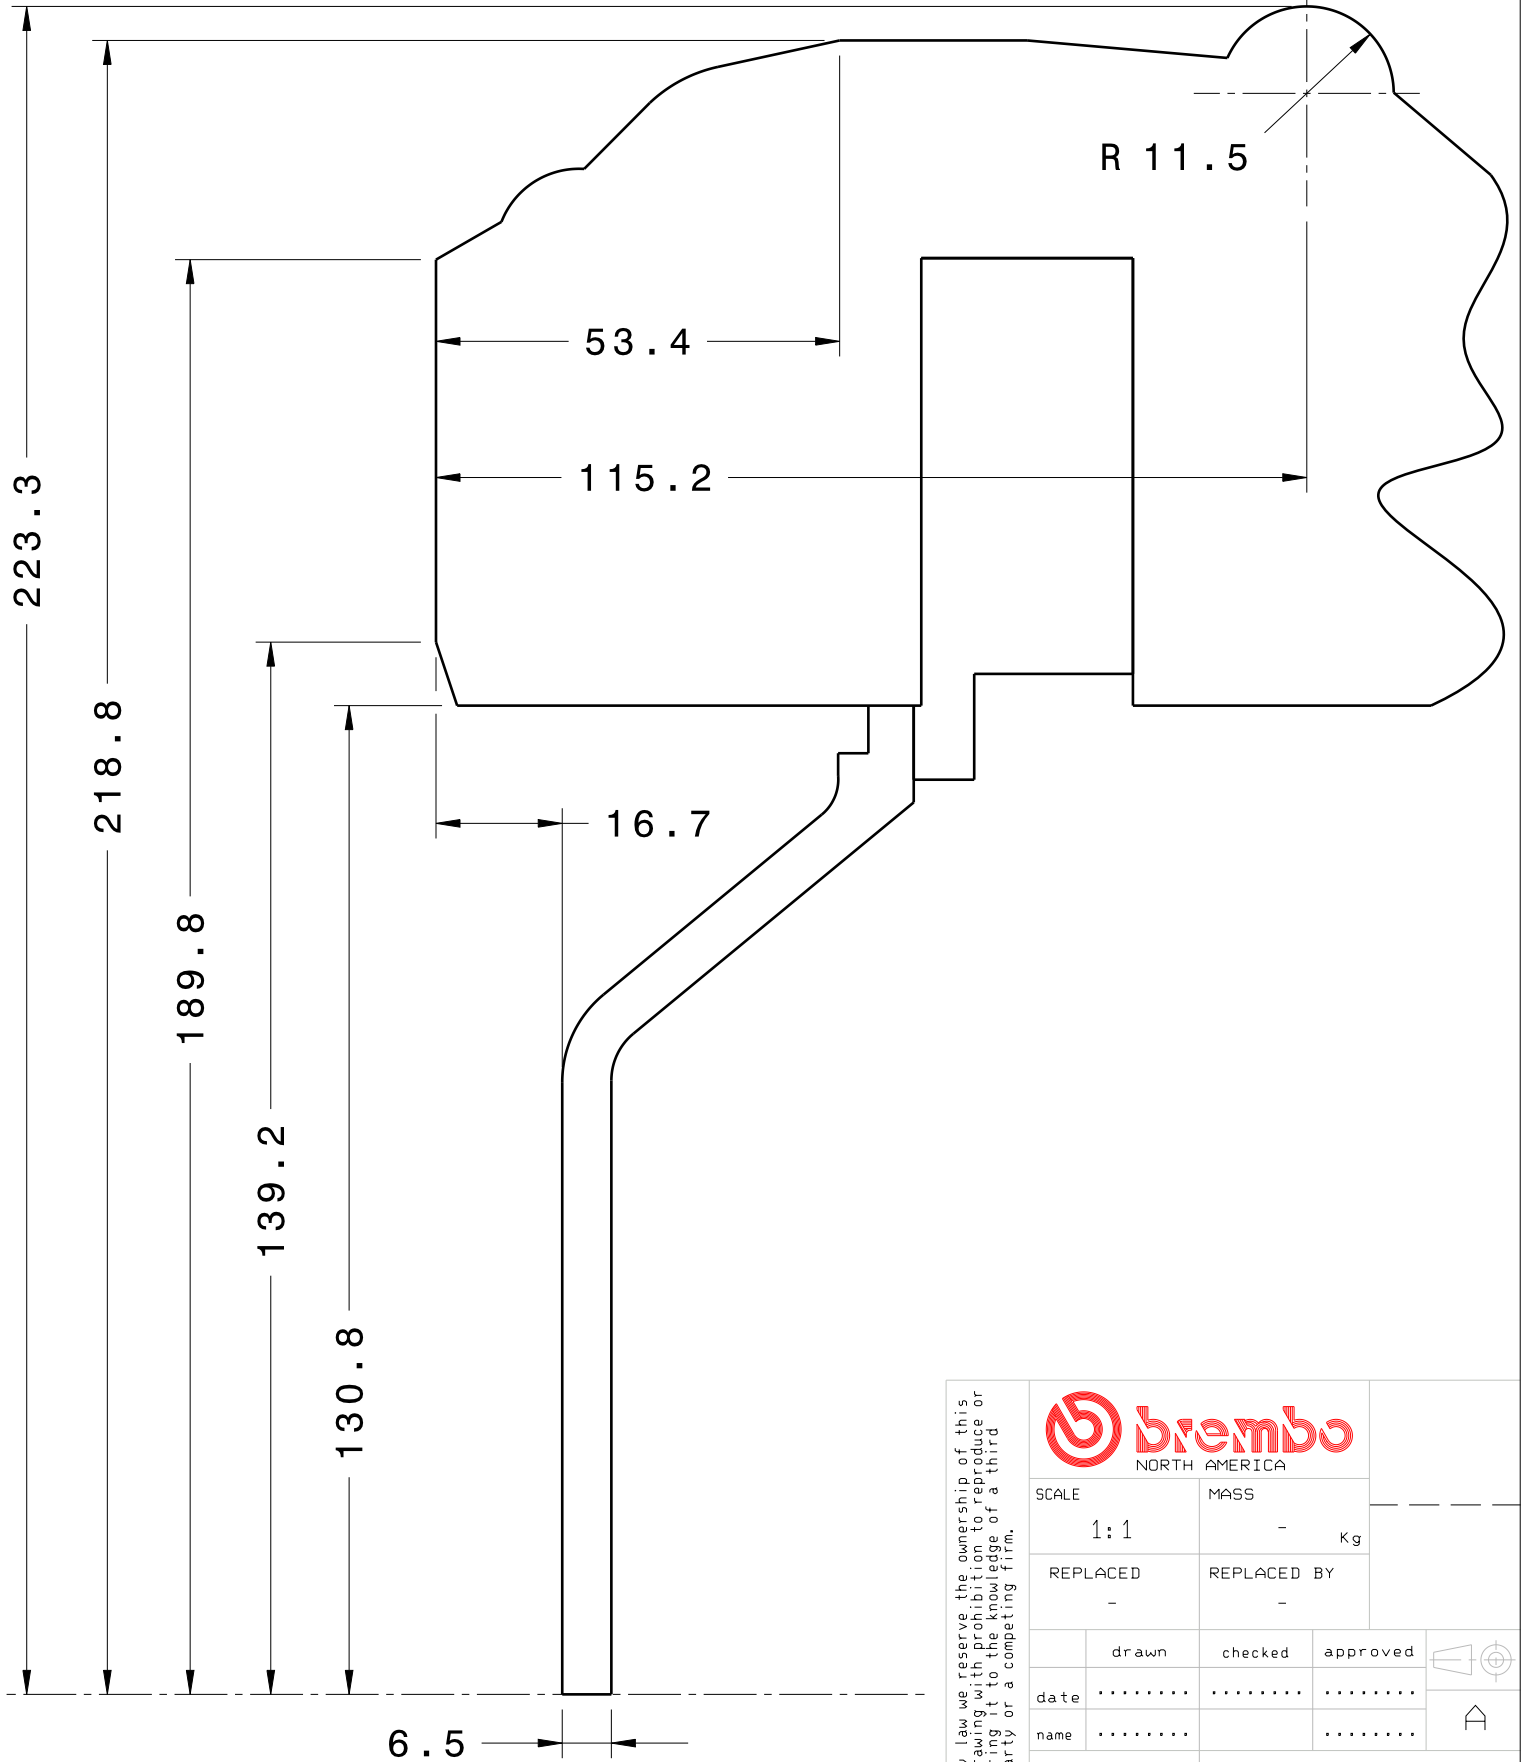 R 11.5
53.4
115.2
223.3
218.8
16.7
189.8
139.2
130.8
6.5
law we reserve the ownership of this
with prohibition to reproduce or
it to the knowledge of a third
or a competing firm.
brembo
NORTH AMERICA
SCALE
MASS
1:1
- Kg
REPLACED
REPLACED BY
-
-
drawn checked approved
date ........ ........ ........
name ........ ........
A